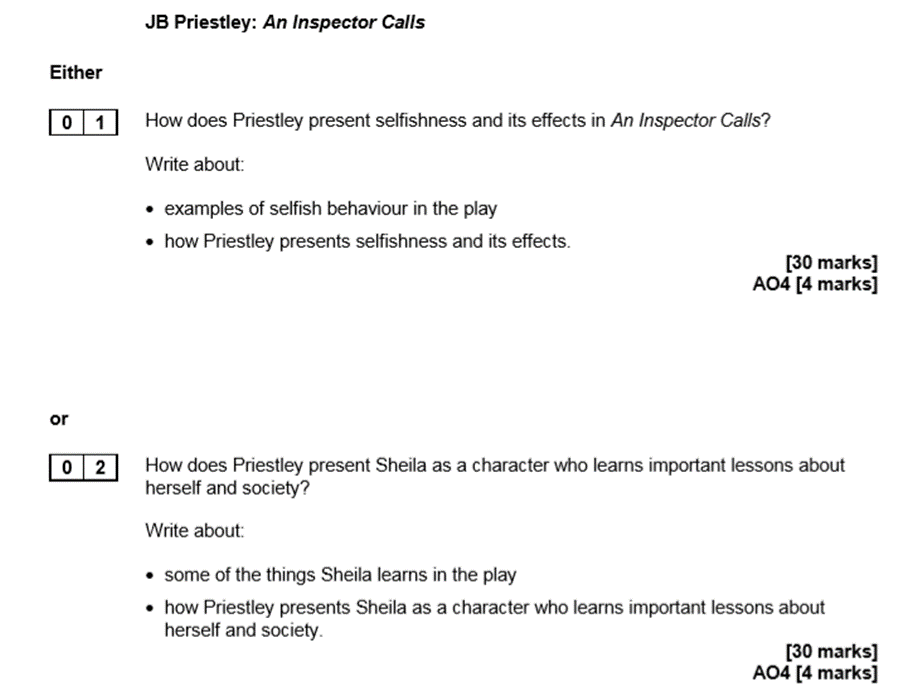 JB Priestley: An Inspector Calls
Either
0 1 How does Priestley present selfishness and its effects in An Inspector Calls?
Write about:
• examples of selfish behaviour in the play
• how Priestley presents selfishness and its effects.
[30 marks]
AO4 [4 marks]
or
0 2 How does Priestley present Sheila as a character who learns important lessons about
herself and society?
Write about:
• some of the things Sheila learns in the play
• how Priestley presents Sheila as a character who learns important lessons about
herself and society.
[30 marks]
AO4 [4 marks]